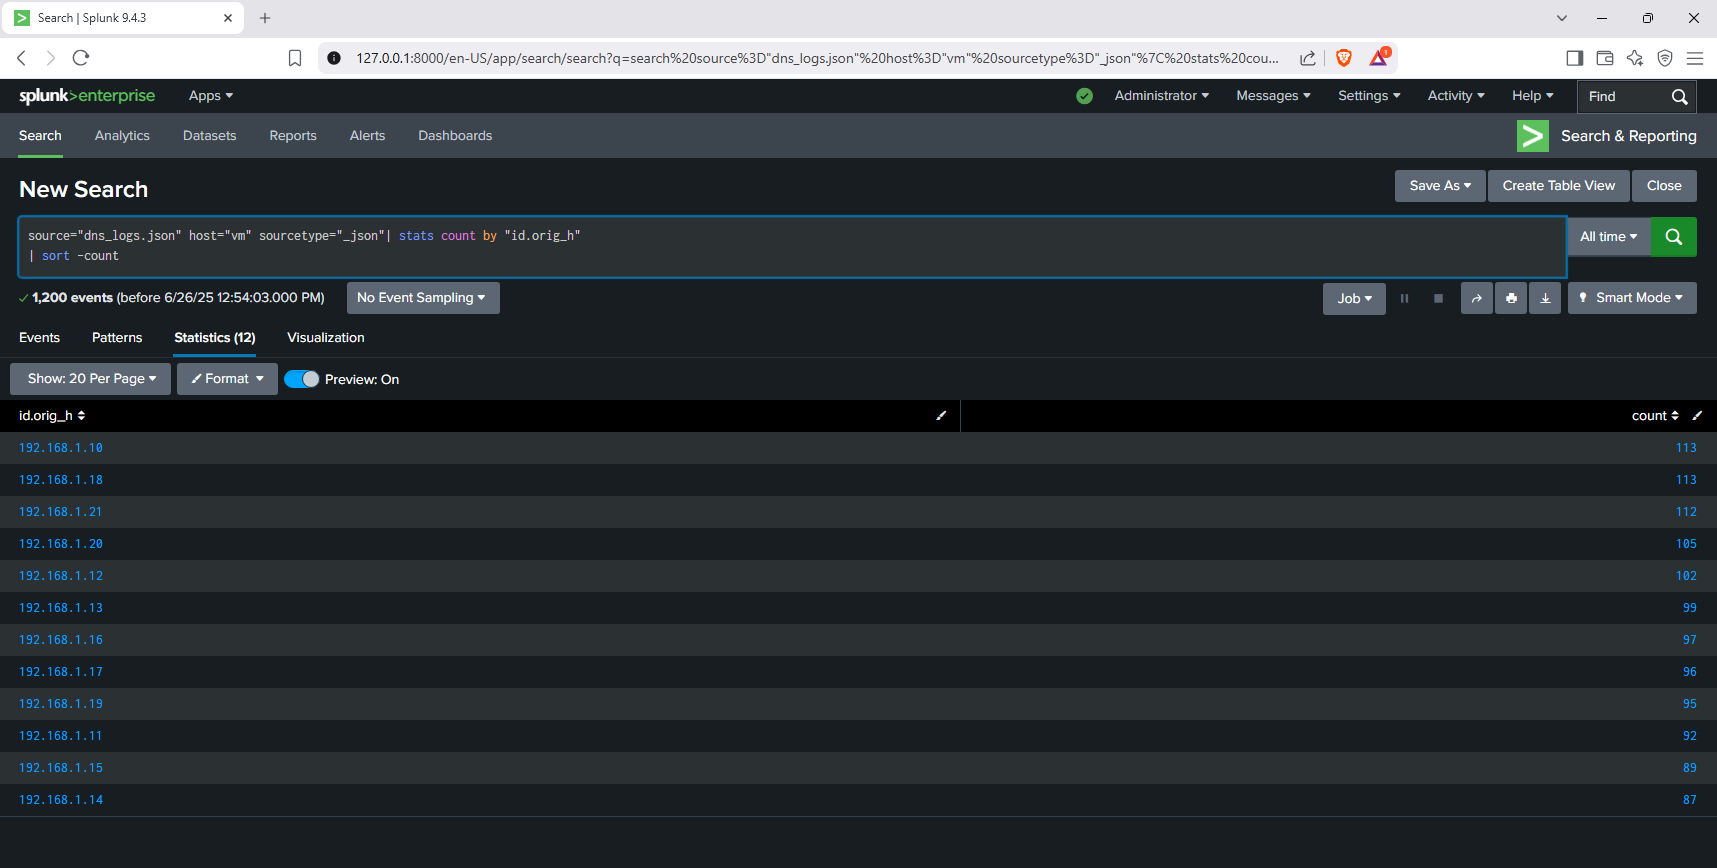 Search | Splunk 9.4.3
127.0.0.1:8000/en-US/app/search/search?q=search%20source%3D"dns_logs.json"%20host%3D"vm"%20sourcetype%3D"_json"%7C%20stats%20cou...
1
splunk>enterprise Apps Administrator Messages Settings Activity Help Find
Search Analytics Datasets Reports Alerts Dashboards Search & Reporting
New Search Save As Create Table View Close
source="dns_logs.json" host="vm" sourcetype="_json"| stats count by "id.orig_h" All time
| sort -count
1,200 events (before 6/26/25 12:54:03.000 PM) No Event Sampling Job Smart Mode
Events Patterns Statistics (12) Visualization
Show: 20 Per Page Format Preview: On
id.orig_h count
192.168.1.10 113
192.168.1.18 113
192.168.1.21 112
192.168.1.20 105
192.168.1.12 102
192.168.1.13 99
192.168.1.16 97
192.168.1.17 96
192.168.1.19 95
192.168.1.11 92
192.168.1.15 89
192.168.1.14 87